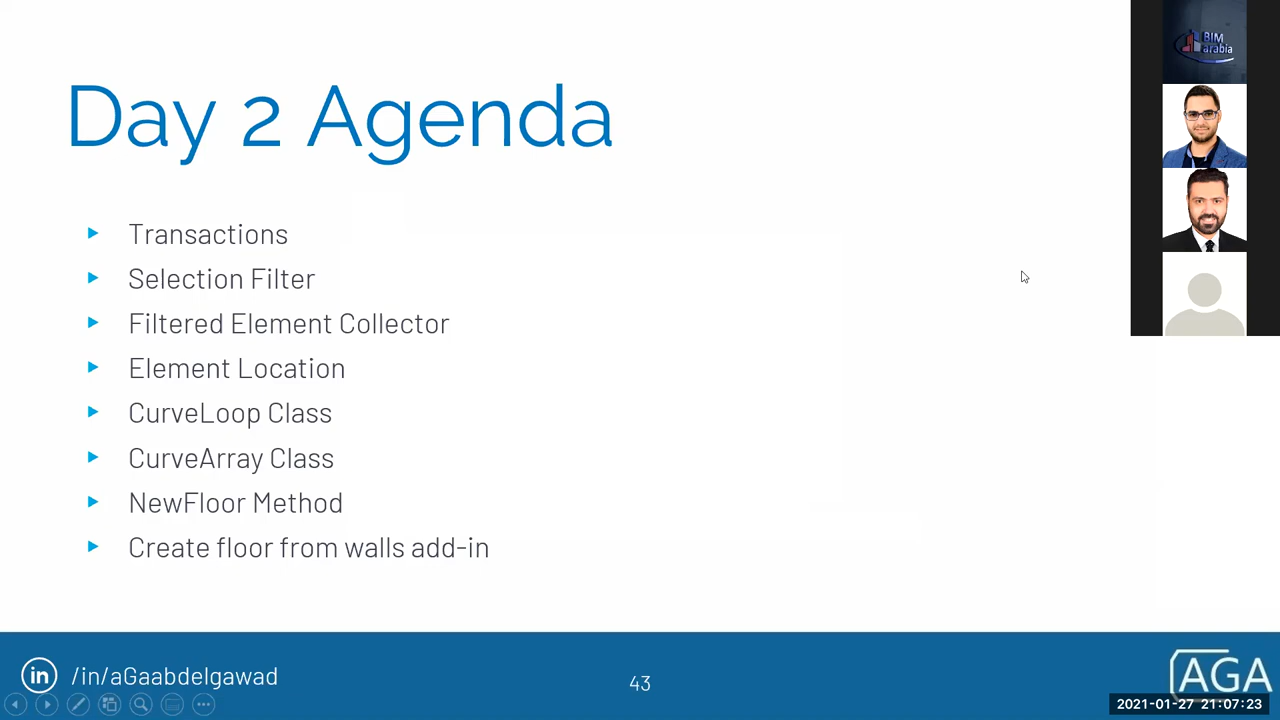 Day 2 Agenda
Transactions
Selection Filter
Filtered Element Collector
Element Location
CurveLoop Class
CurveArray Class
NewFloor Method
Create floor from walls add-in
in /in/aGaabdelgawad
43
AGA
2021-01-27 21:07:23
BIM
arabia